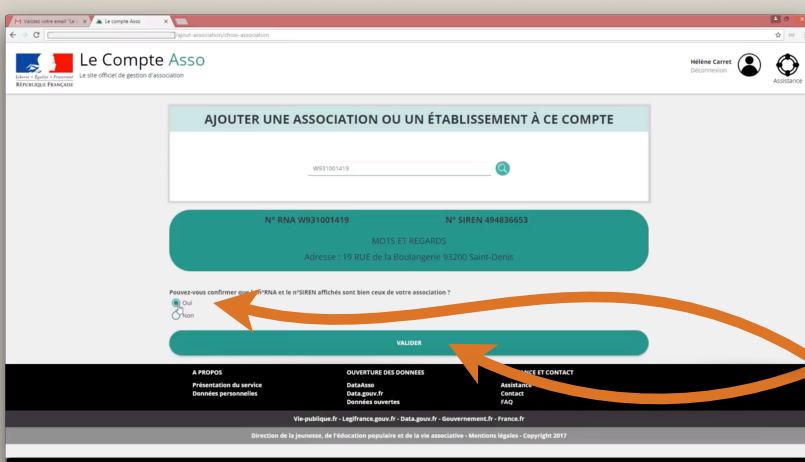 Validez votre email "Le
Le compte Asso
/ajout-association/choix-association
Liberté • Égalité • Fraternité
RÉPUBLIQUE FRANÇAISE
Le Compte Asso
Le site officiel de gestion d'association
Hélène Carret
Déconnexion
Assistance
AJOUTER UNE ASSOCIATION OU UN ÉTABLISSEMENT À CE COMPTE
W931001419
N° RNA W931001419 N° SIREN 494836653
MOTS ET REGARDS
Adresse : 19 RUE de la Boulangerie 93200 Saint-Denis
Pouvez-vous confirmer que le n°RNA et le n°SIREN affichés sont bien ceux de votre association ?
Oui
Non
VALIDER
A PROPOS
Présentation du service
Données personnelles
OUVERTURE DES DONNEES
DataAsso
Data.gouv.fr
Données ouvertes
NCE ET CONTACT
Assistance
Contact
FAQ
Vie-publique.fr - Legifrance.gouv.fr - Data.gouv.fr - Gouvernement.fr - France.fr
Direction de la jeunesse, de l'éducation populaire et de la vie associative - Mentions légales - Copyright 2017